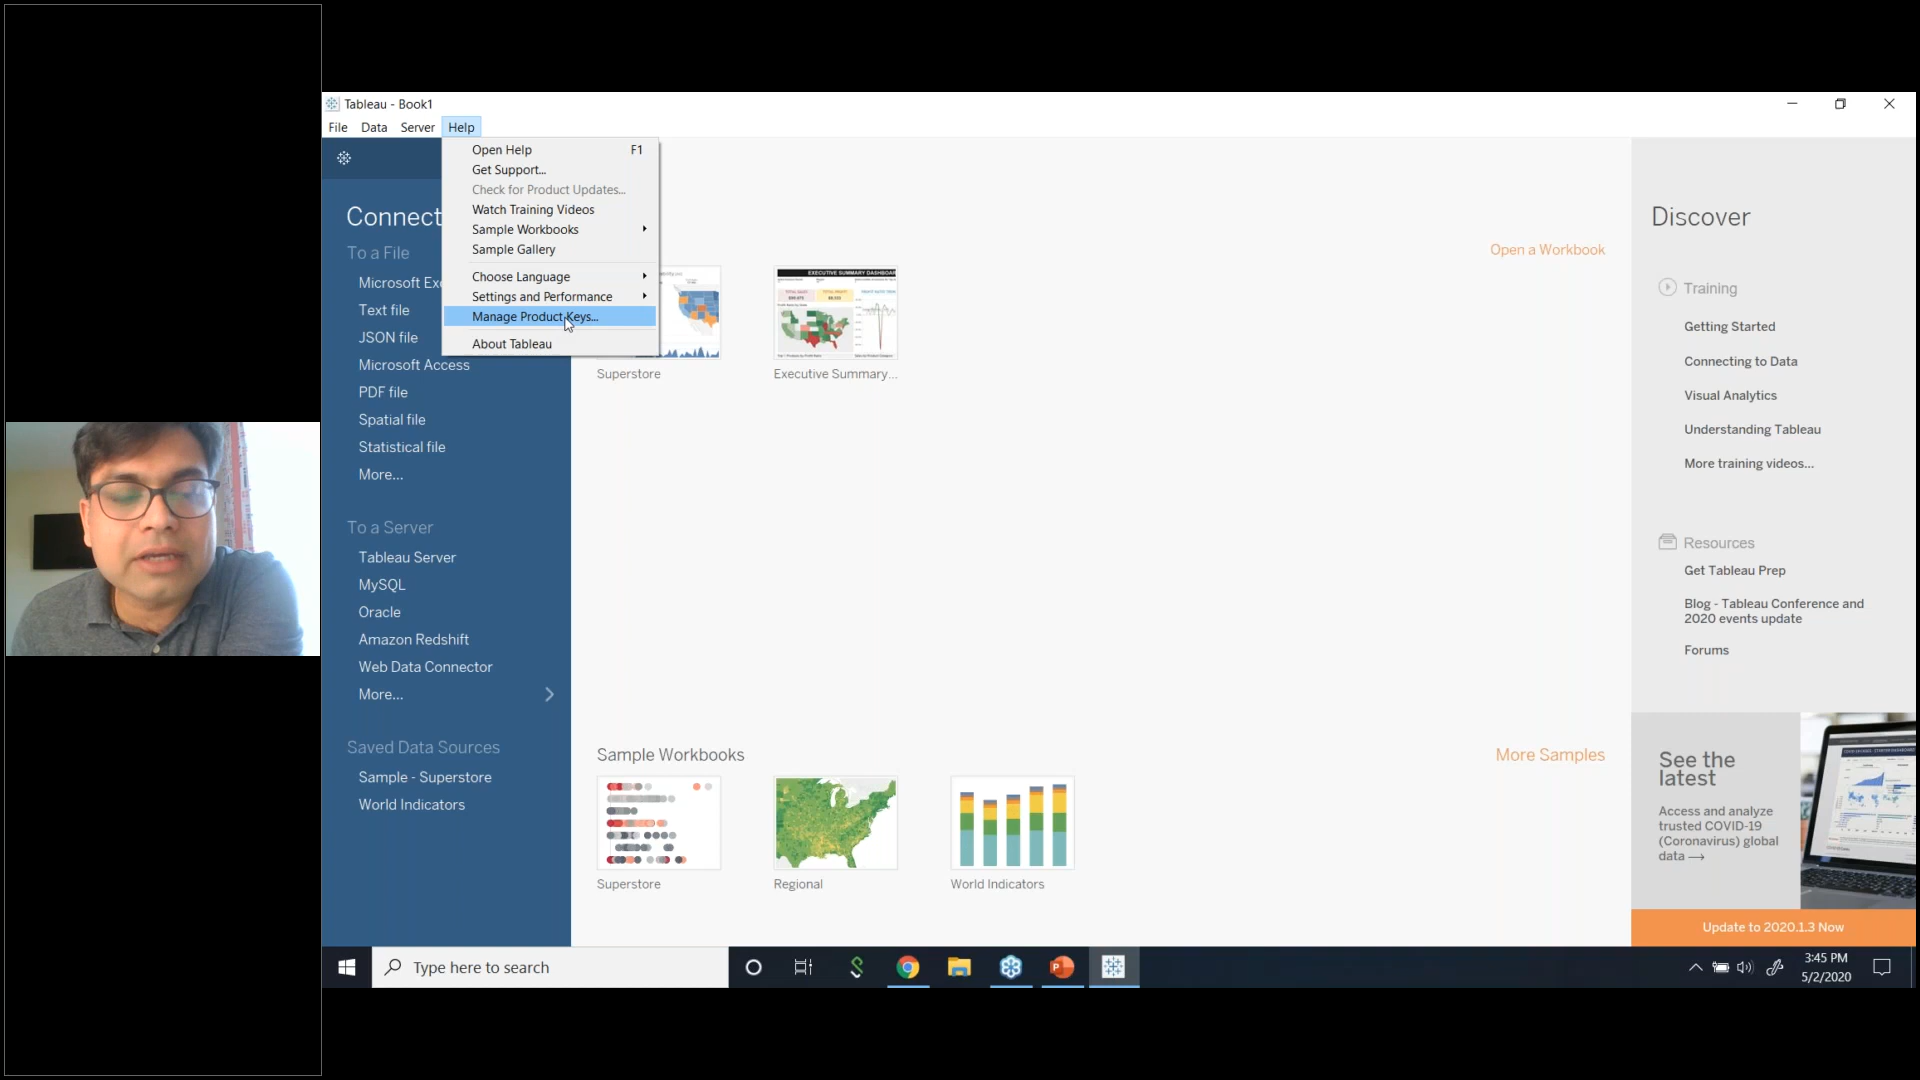 Tableau - Book1
File Data Server Help
Open Help F1
Get Support...
Check for Product Updates...
Watch Training Videos
Sample Workbooks
Sample Gallery
Choose Language
Settings and Performance
Manage Product Keys...
About Tableau
Connect
To a File
Microsoft Ex
Text file
JSON file
Microsoft Access
PDF file
Spatial file
Statistical file
More...
To a Server
Tableau Server
MySQL
Oracle
Amazon Redshift
Web Data Connector
More...
Saved Data Sources
Sample - Superstore
World Indicators
Open a Workbook
EXECUTIVE SUMMARY DASHBOAR
Superstore
Executive Summary...
Sample Workbooks
More Samples
Superstore
Regional
World Indicators
Discover
Training
Getting Started
Connecting to Data
Visual Analytics
Understanding Tableau
More training videos...
Resources
Get Tableau Prep
Blog - Tableau Conference and
2020 events update
Forums
See the
latest
Access and analyze
trusted COVID-19
(Coronavirus) global
data →
Update to 2020.1.3 Now
Type here to search
3:45 PM
5/2/2020